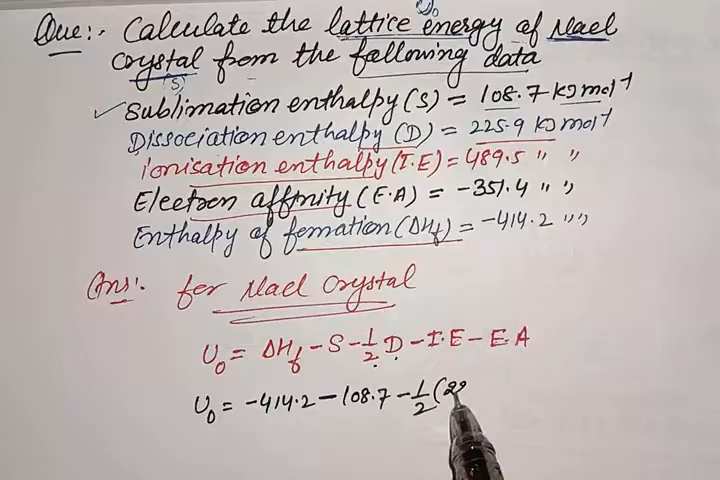 Que:- Calculate the lattice energy of Nacl
U₀
crystal from the following data
(S)
✓ Sublimation enthalpy (S) = 108.7 KJ mol⁻¹
Dissociation enthalpy (D) = 225.9 KJ mol⁻¹
ionisation enthalpy (I.E) = 489.5 " "
Electron affinity (E.A) = -351.4 " "
Enthalpy of formation (ΔHf) = -414.2 " "
Ans:- for Nacl Crystal
U₀ = ΔHf - S - 1/2 D - I.E - E.A
U₀ = -414.2 - 108.7 - 1/2 (22